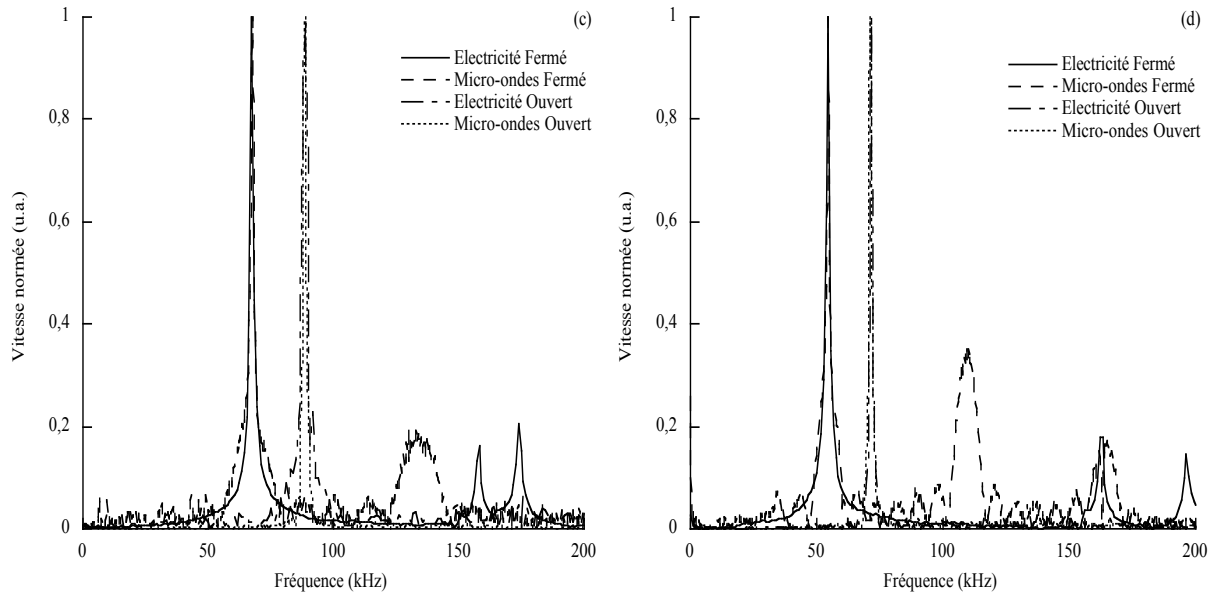 (c)
1
0,8
0,6
0,4
0,2
0
Vitesse normée (u.a.)
Electricité Fermé
Micro-ondes Fermé
Electricité Ouvert
Micro-ondes Ouvert
0 50 100 150 200
Fréquence (kHz)
(d)
1
0,8
0,6
0,4
0,2
0
Vitesse normée (u.a.)
Electricité Fermé
Micro-ondes Fermé
Electricité Ouvert
Micro-ondes Ouvert
0 50 100 150 200
Fréquence (kHz)